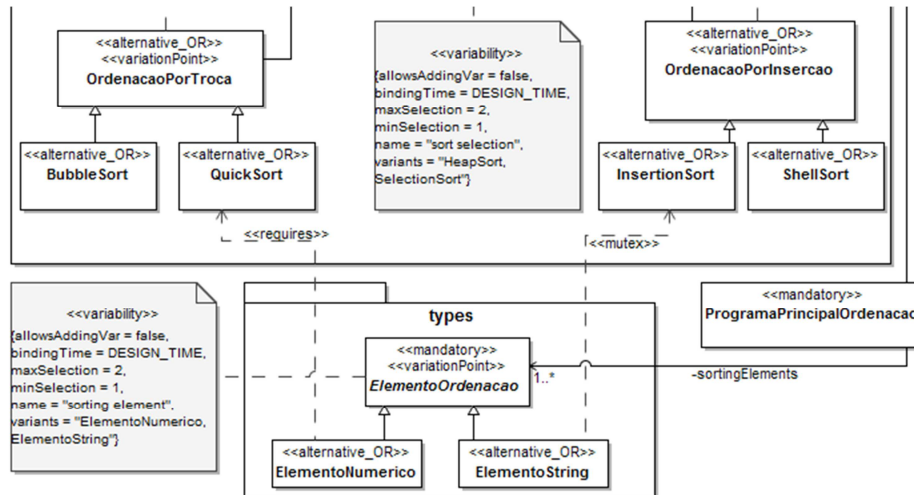 <<alternative_OR>>
<<variationPoint>>
OrdenacaoPorTroca
<<alternative_OR>>
BubbleSort
<<alternative_OR>>
QuickSort
<<variability>>
{allowsAddingVar = false,
bindingTime = DESIGN_TIME,
maxSelection = 2,
minSelection = 1,
name = "sort selection",
variants = "HeapSort,
SelectionSort"}
<<alternative_OR>>
<<variationPoint>>
OrdenacaoPorInsercao
<<alternative_OR>>
InsertionSort
<<alternative_OR>>
ShellSort
<<requires>>
<<mutex>>
<<variability>>
{allowsAddingVar = false,
bindingTime = DESIGN_TIME,
maxSelection = 2,
minSelection = 1,
name = "sorting element",
variants = "ElementoNumerico,
ElementoString"}
types
<<mandatory>>
<<variationPoint>>
ElementoOrdenacao
1..*
-sortingElements
<<mandatory>>
ProgramaPrincipalOrdenacao
<<alternative_OR>>
ElementoNumerico
<<alternative_OR>>
ElementoString